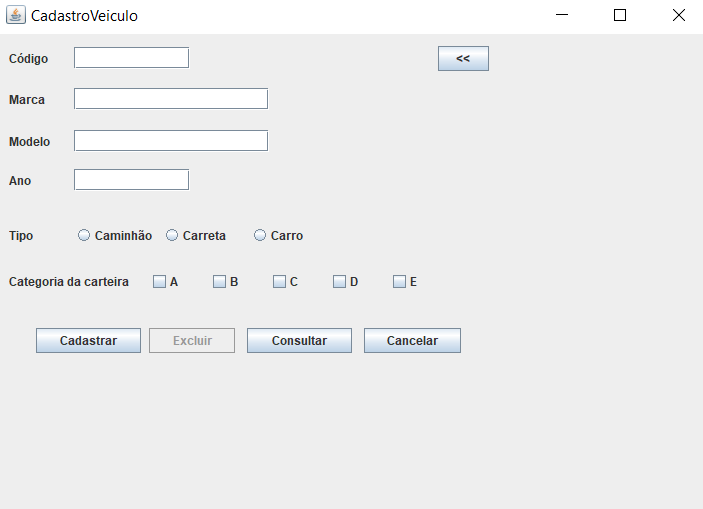 CadastroVeiculo
Código <<
Marca
Modelo
Ano
Tipo Caminhão Carreta Carro
Categoria da carteira A B C D E
Cadastrar Excluir Consultar Cancelar